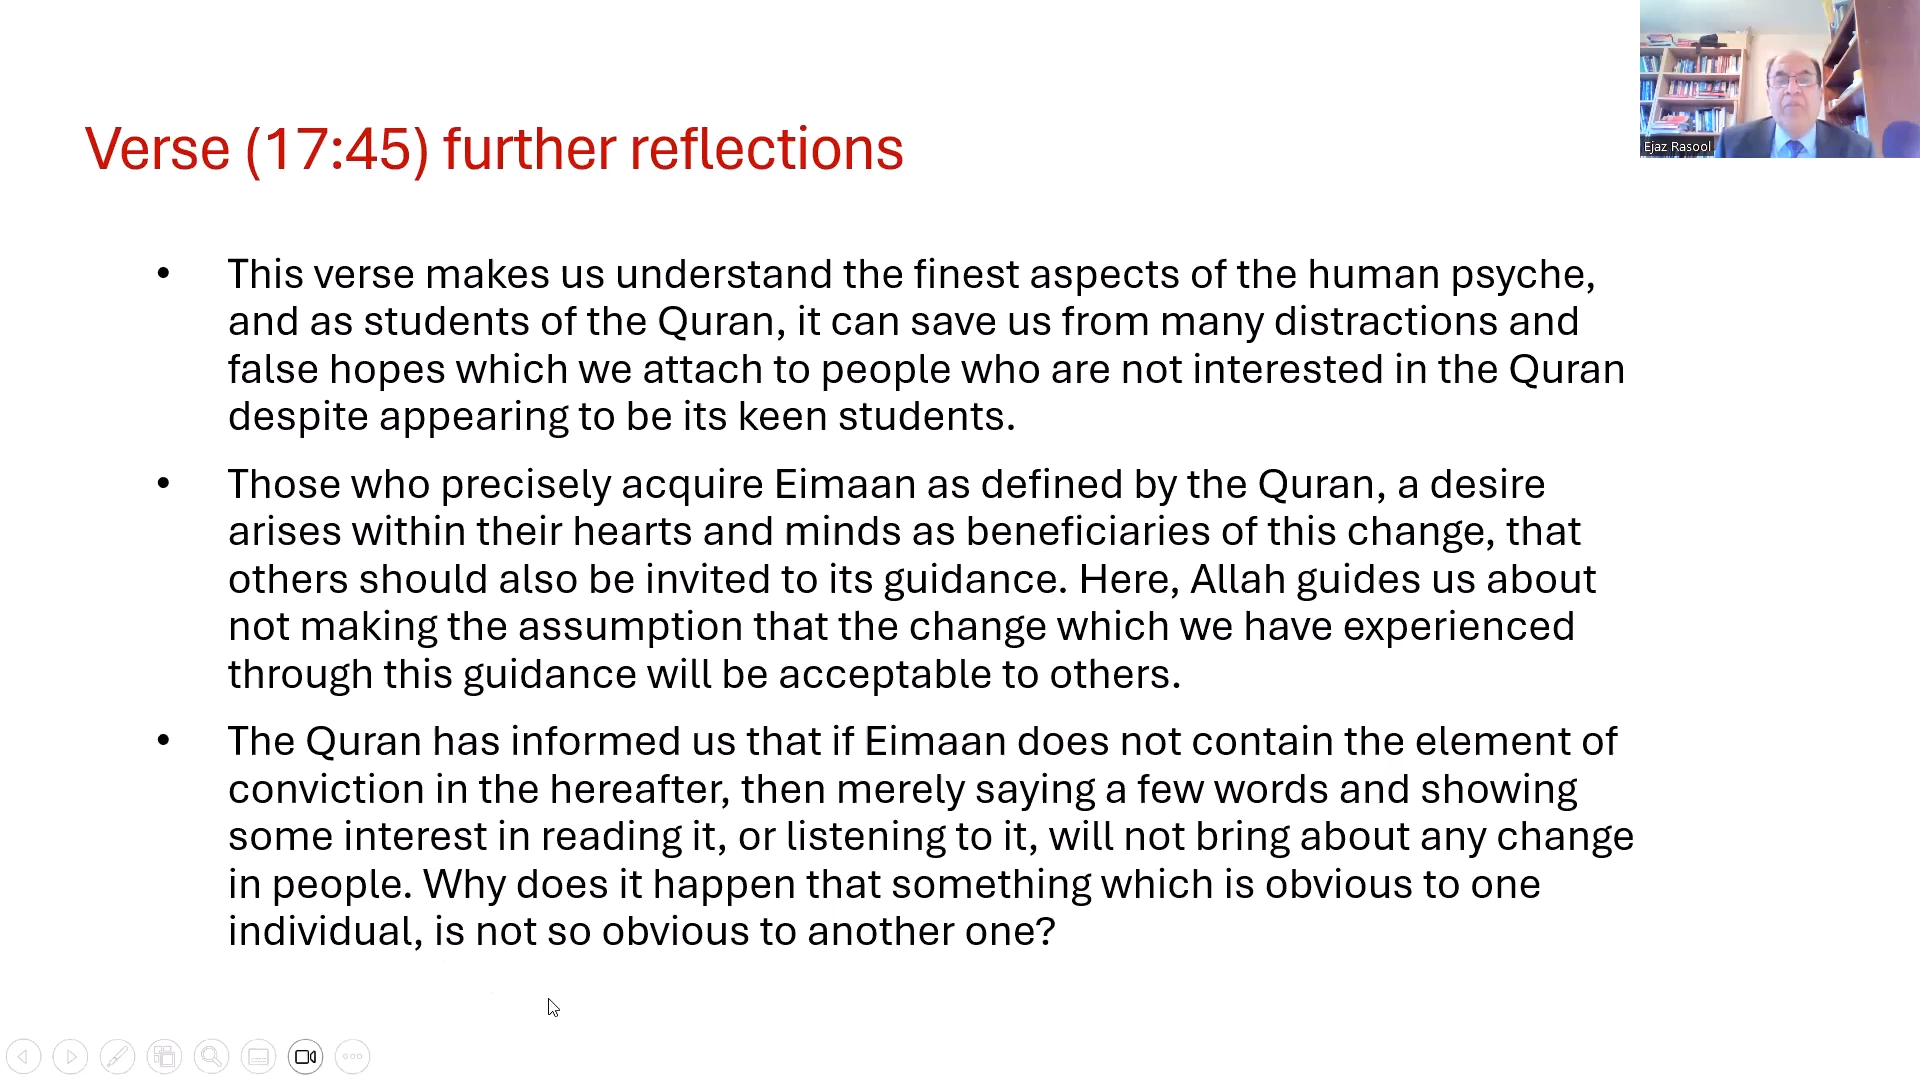 Ejaz Rasool
Verse (17:45) further reflections
• This verse makes us understand the finest aspects of the human psyche,
and as students of the Quran, it can save us from many distractions and
false hopes which we attach to people who are not interested in the Quran
despite appearing to be its keen students.
• Those who precisely acquire Eimaan as defined by the Quran, a desire
arises within their hearts and minds as beneficiaries of this change, that
others should also be invited to its guidance. Here, Allah guides us about
not making the assumption that the change which we have experienced
through this guidance will be acceptable to others.
• The Quran has informed us that if Eimaan does not contain the element of
conviction in the hereafter, then merely saying a few words and showing
some interest in reading it, or listening to it, will not bring about any change
in people. Why does it happen that something which is obvious to one
individual, is not so obvious to another one?